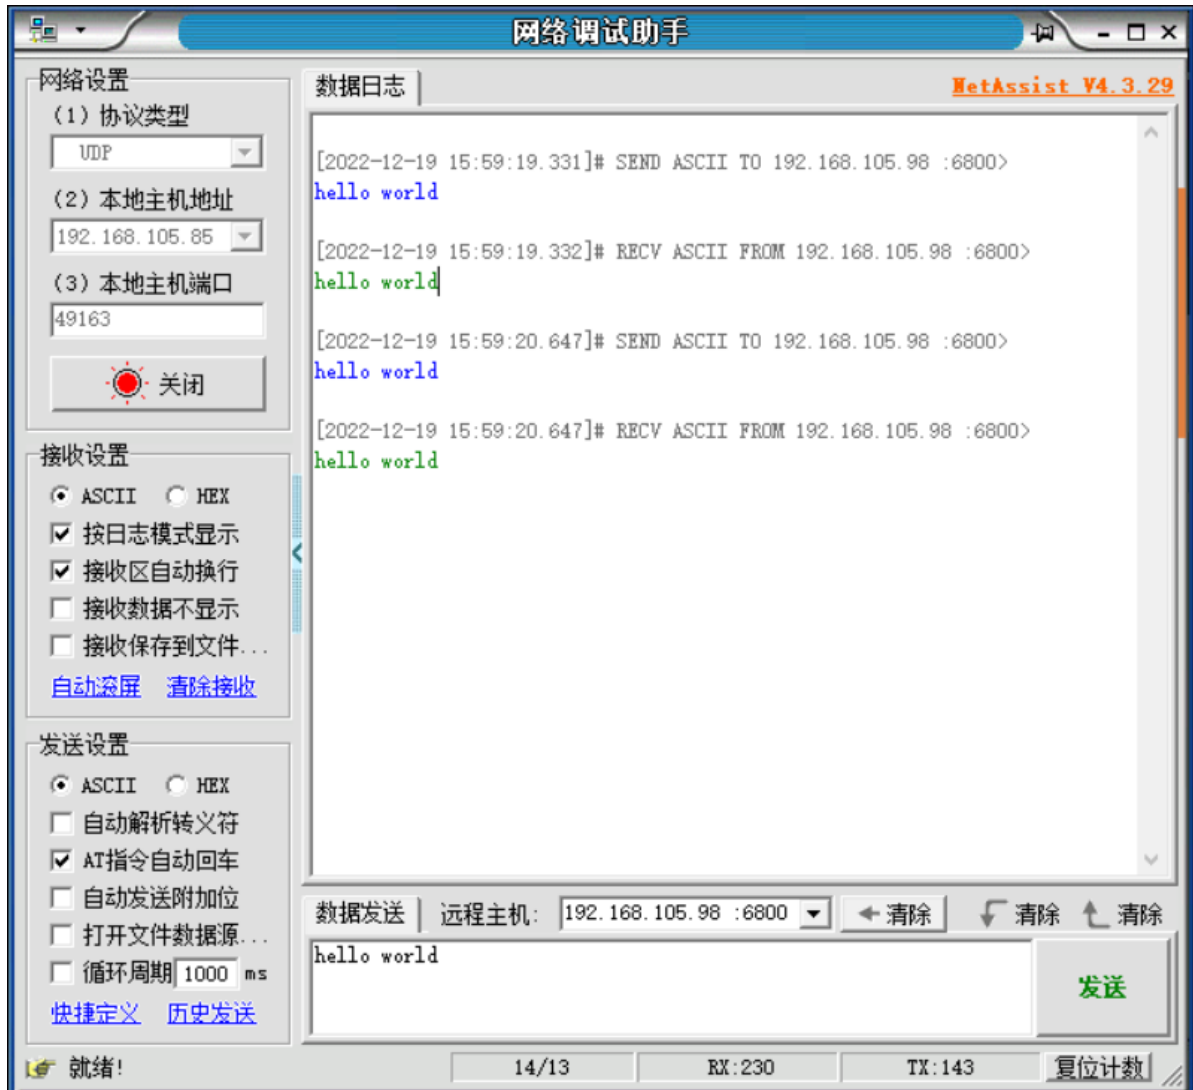 网络调试助手
网络设置
(1) 协议类型
UDP
(2) 本地主机地址
192.168.105.85
(3) 本地主机端口
49163
关闭
接收设置
ASCII HEX
按日志模式显示
接收区自动换行
接收数据不显示
接收保存到文件...
自动滚屏 清除接收
发送设置
ASCII HEX
自动解析转义符
AT指令自动回车
自动发送附加位
打开文件数据源...
循环周期 1000 ms
快捷定义 历史发送
数据日志 NetAssist V4.3.29
[2022-12-19 15:59:19.331]# SEND ASCII TO 192.168.105.98 :6800>
hello world
[2022-12-19 15:59:19.332]# RECV ASCII FROM 192.168.105.98 :6800>
hello world
[2022-12-19 15:59:20.647]# SEND ASCII TO 192.168.105.98 :6800>
hello world
[2022-12-19 15:59:20.647]# RECV ASCII FROM 192.168.105.98 :6800>
hello world
数据发送 远程主机: 192.168.105.98 :6800 清除 清除 清除
hello world
发送
就绪! 14/13 RX:230 TX:143 复位计数